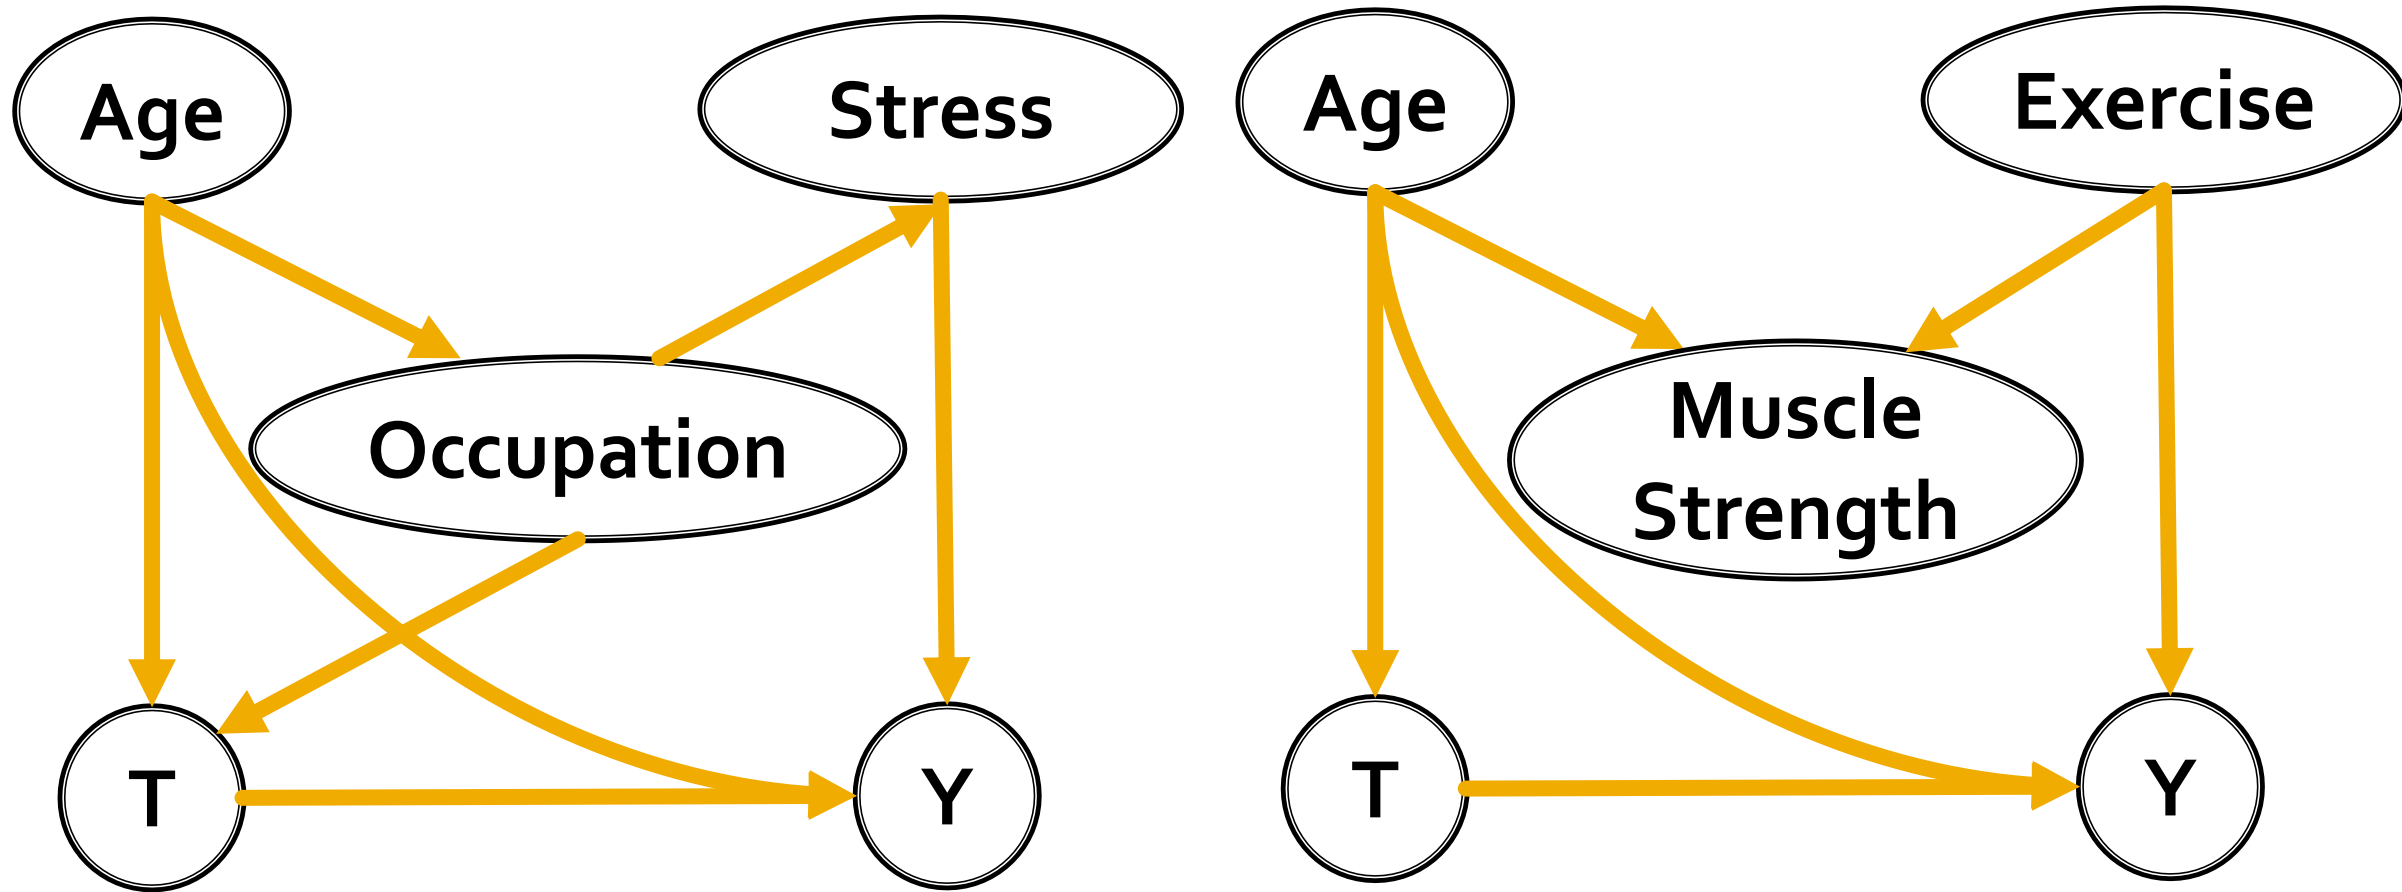 Age
Stress
Occupation
T
Y
Age
Exercise
Muscle
Strength
T
Y